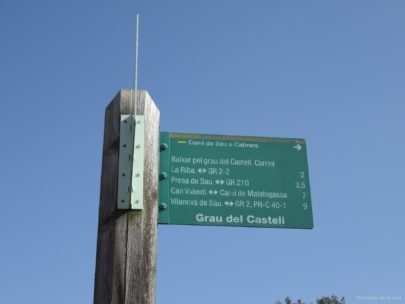 Camí de Sau a Cabrera
Baixar pel grau del Castell. Corriol
La Riba. ↔ GR 2-2 2
Presa de Sau. ↔ GR 210 3,5
Can Valentí. ↔ Camí de Malafogassa 7
Vilanova de Sau. ↔ GR 2, PR-C 40-1 9
Grau del Castell